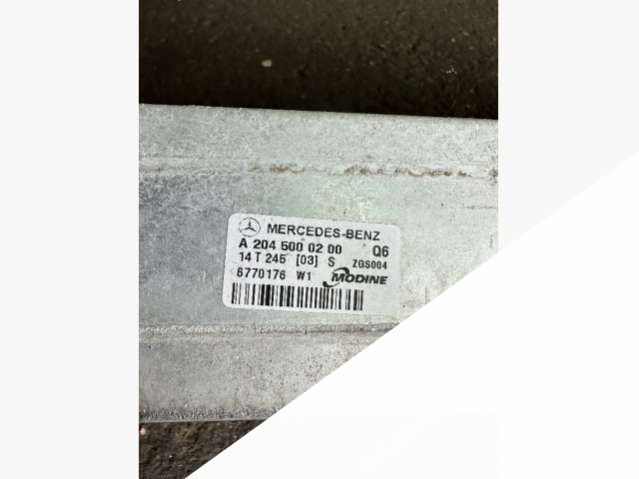 MERCEDES-BENZ
A 204 500 02 00 Q6
14 T 245 [03] S ZGS004
6770176 W1 MODINE